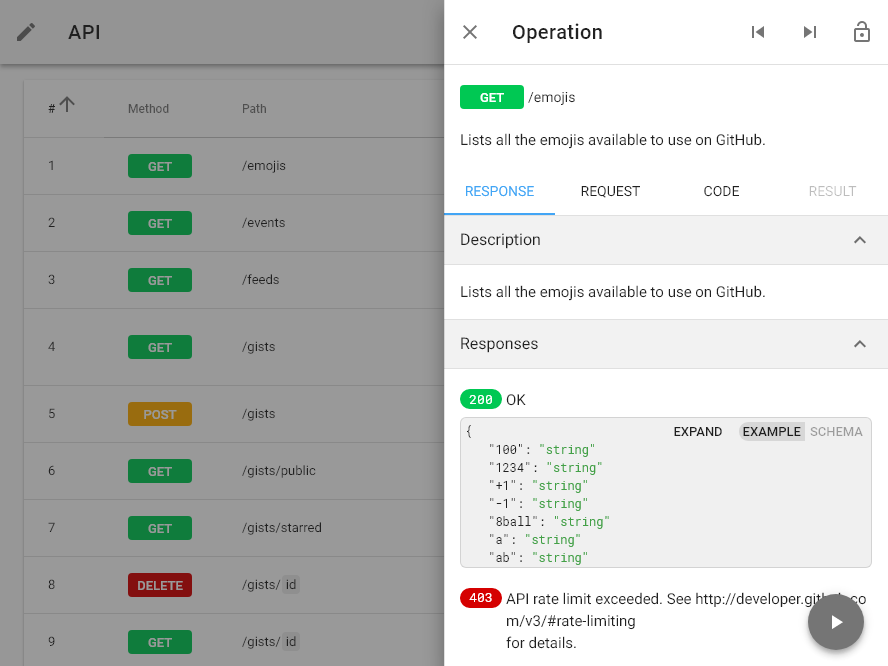 API
# Method Path
1 GET /emojis
2 GET /events
3 GET /feeds
4 GET /gists
5 POST /gists
6 GET /gists/public
7 GET /gists/starred
8 DELETE /gists/ id
9 GET /gists/ id
Operation
GET /emojis
Lists all the emojis available to use on GitHub.
RESPONSE REQUEST CODE RESULT
Description
Lists all the emojis available to use on GitHub.
Responses
200 OK
{ EXPAND EXAMPLE SCHEMA
"100": "string"
"1234": "string"
"+1": "string"
"-1": "string"
"8ball": "string"
"a": "string"
"ab": "string"
403 API rate limit exceeded. See http://developer.github.co
m/v3/#rate-limiting
for details.